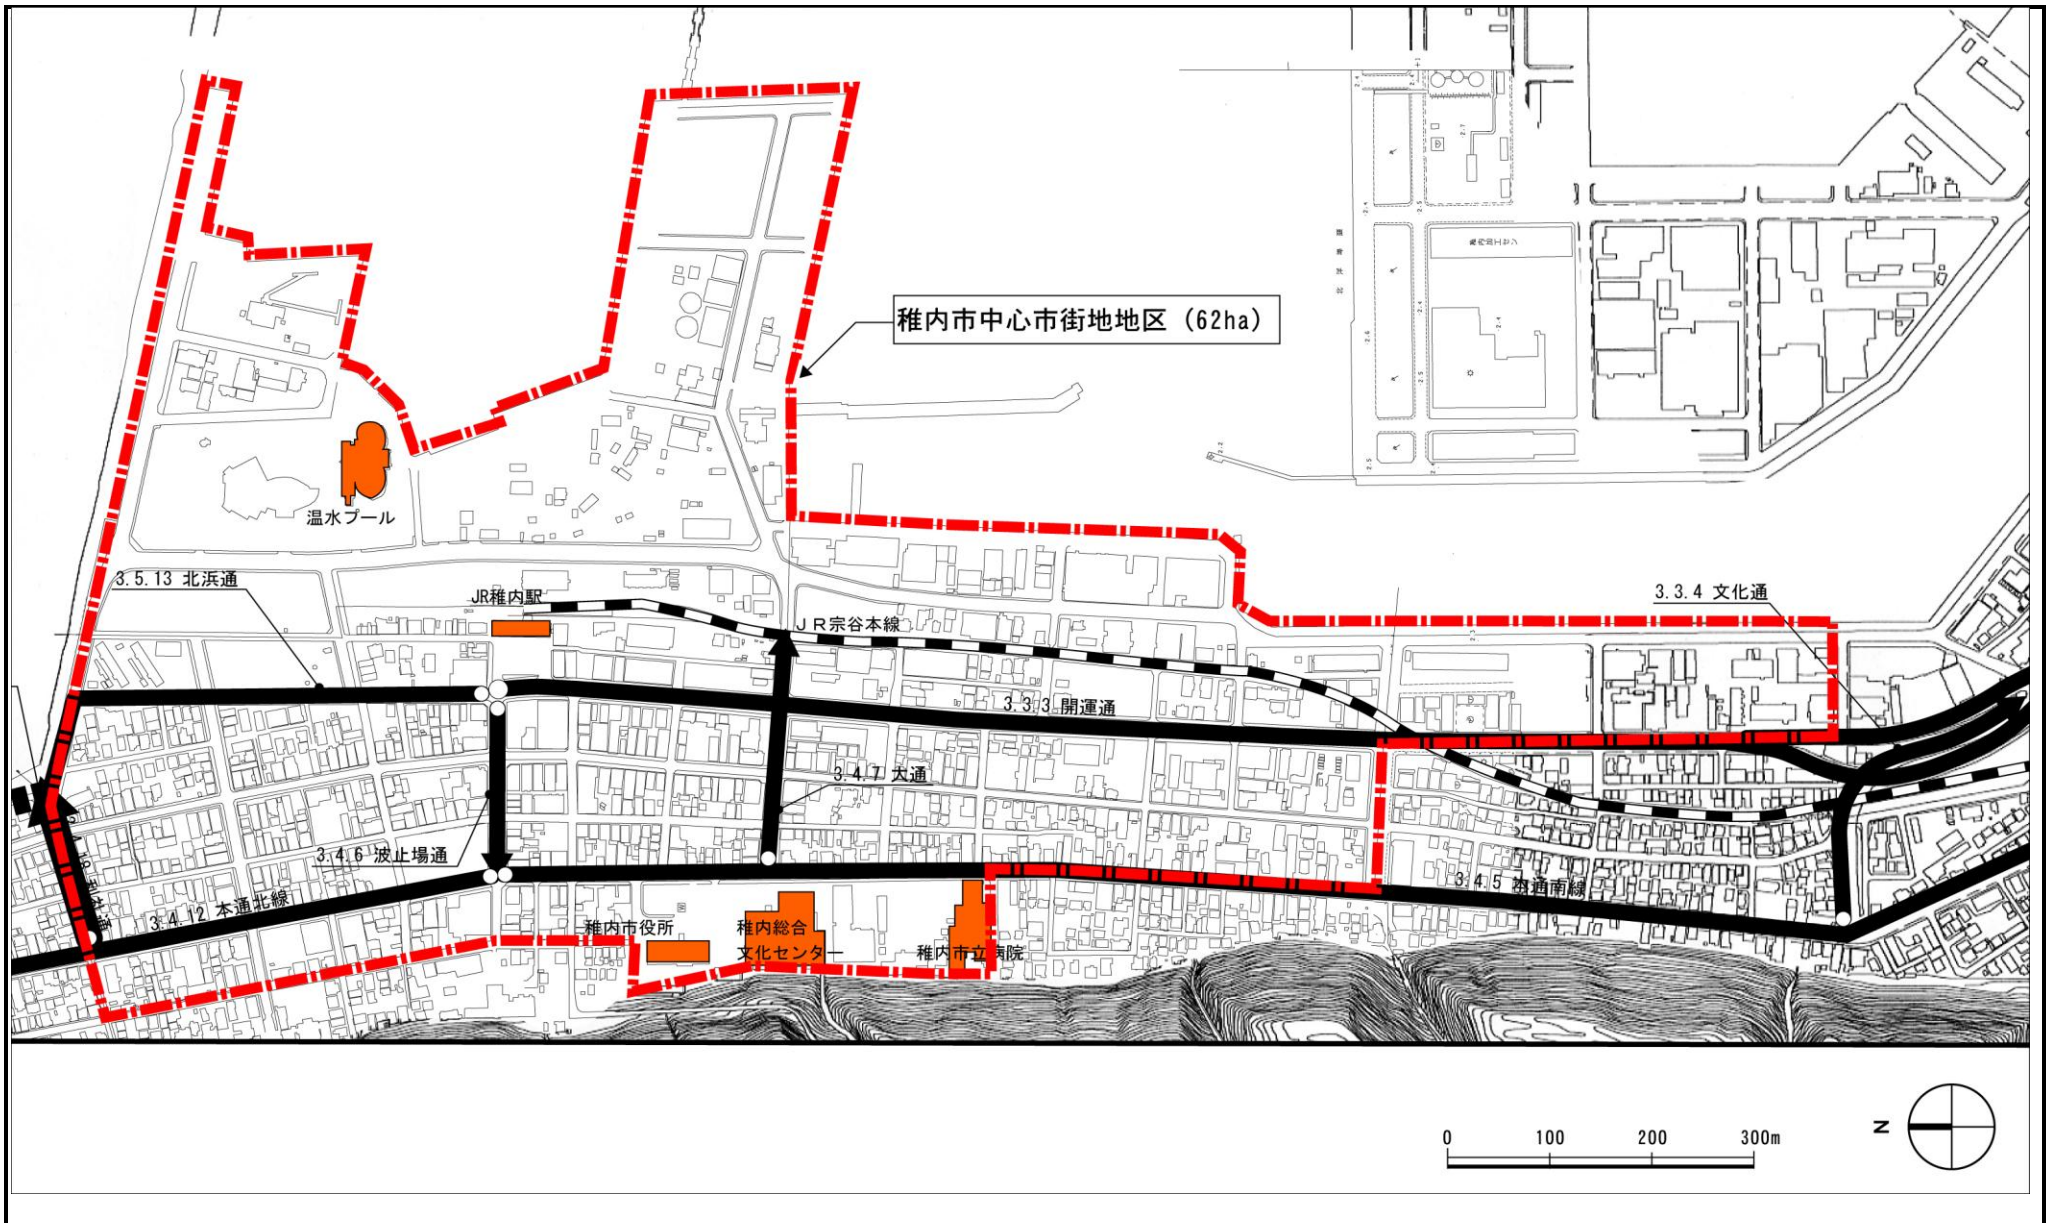 稚内市中心市街地地区（62ha）
温水プール
3.5.13 北浜通
JR稚内駅
ＪＲ宗谷本線
3.3.4 文化通
3.3.3 開運通
3.4.7 大通
3.4.6 波止場通
3.4.5 本通南線
3.4.12 本通北線
稚内市役所
稚内総合
文化センター
稚内市立病院
0 100 200 300m
N